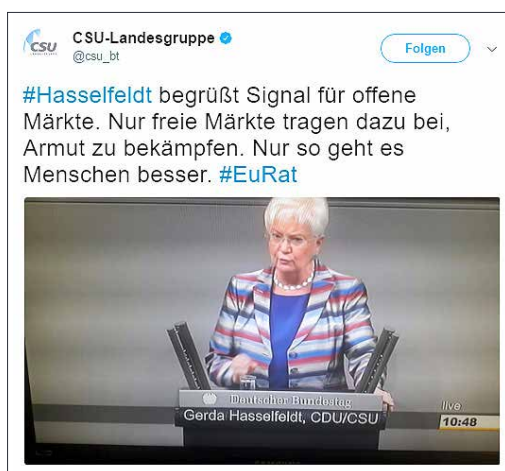 CSU
CSU-Landesgruppe
@csu_bt
Folgen
#Hasselfeldt begrüßt Signal für offene
Märkte. Nur freie Märkte tragen dazu bei,
Armut zu bekämpfen. Nur so geht es
Menschen besser. #EuRat
Deutscher Bundestag
Gerda Hasselfeldt, CDU/CSU
live
10:48